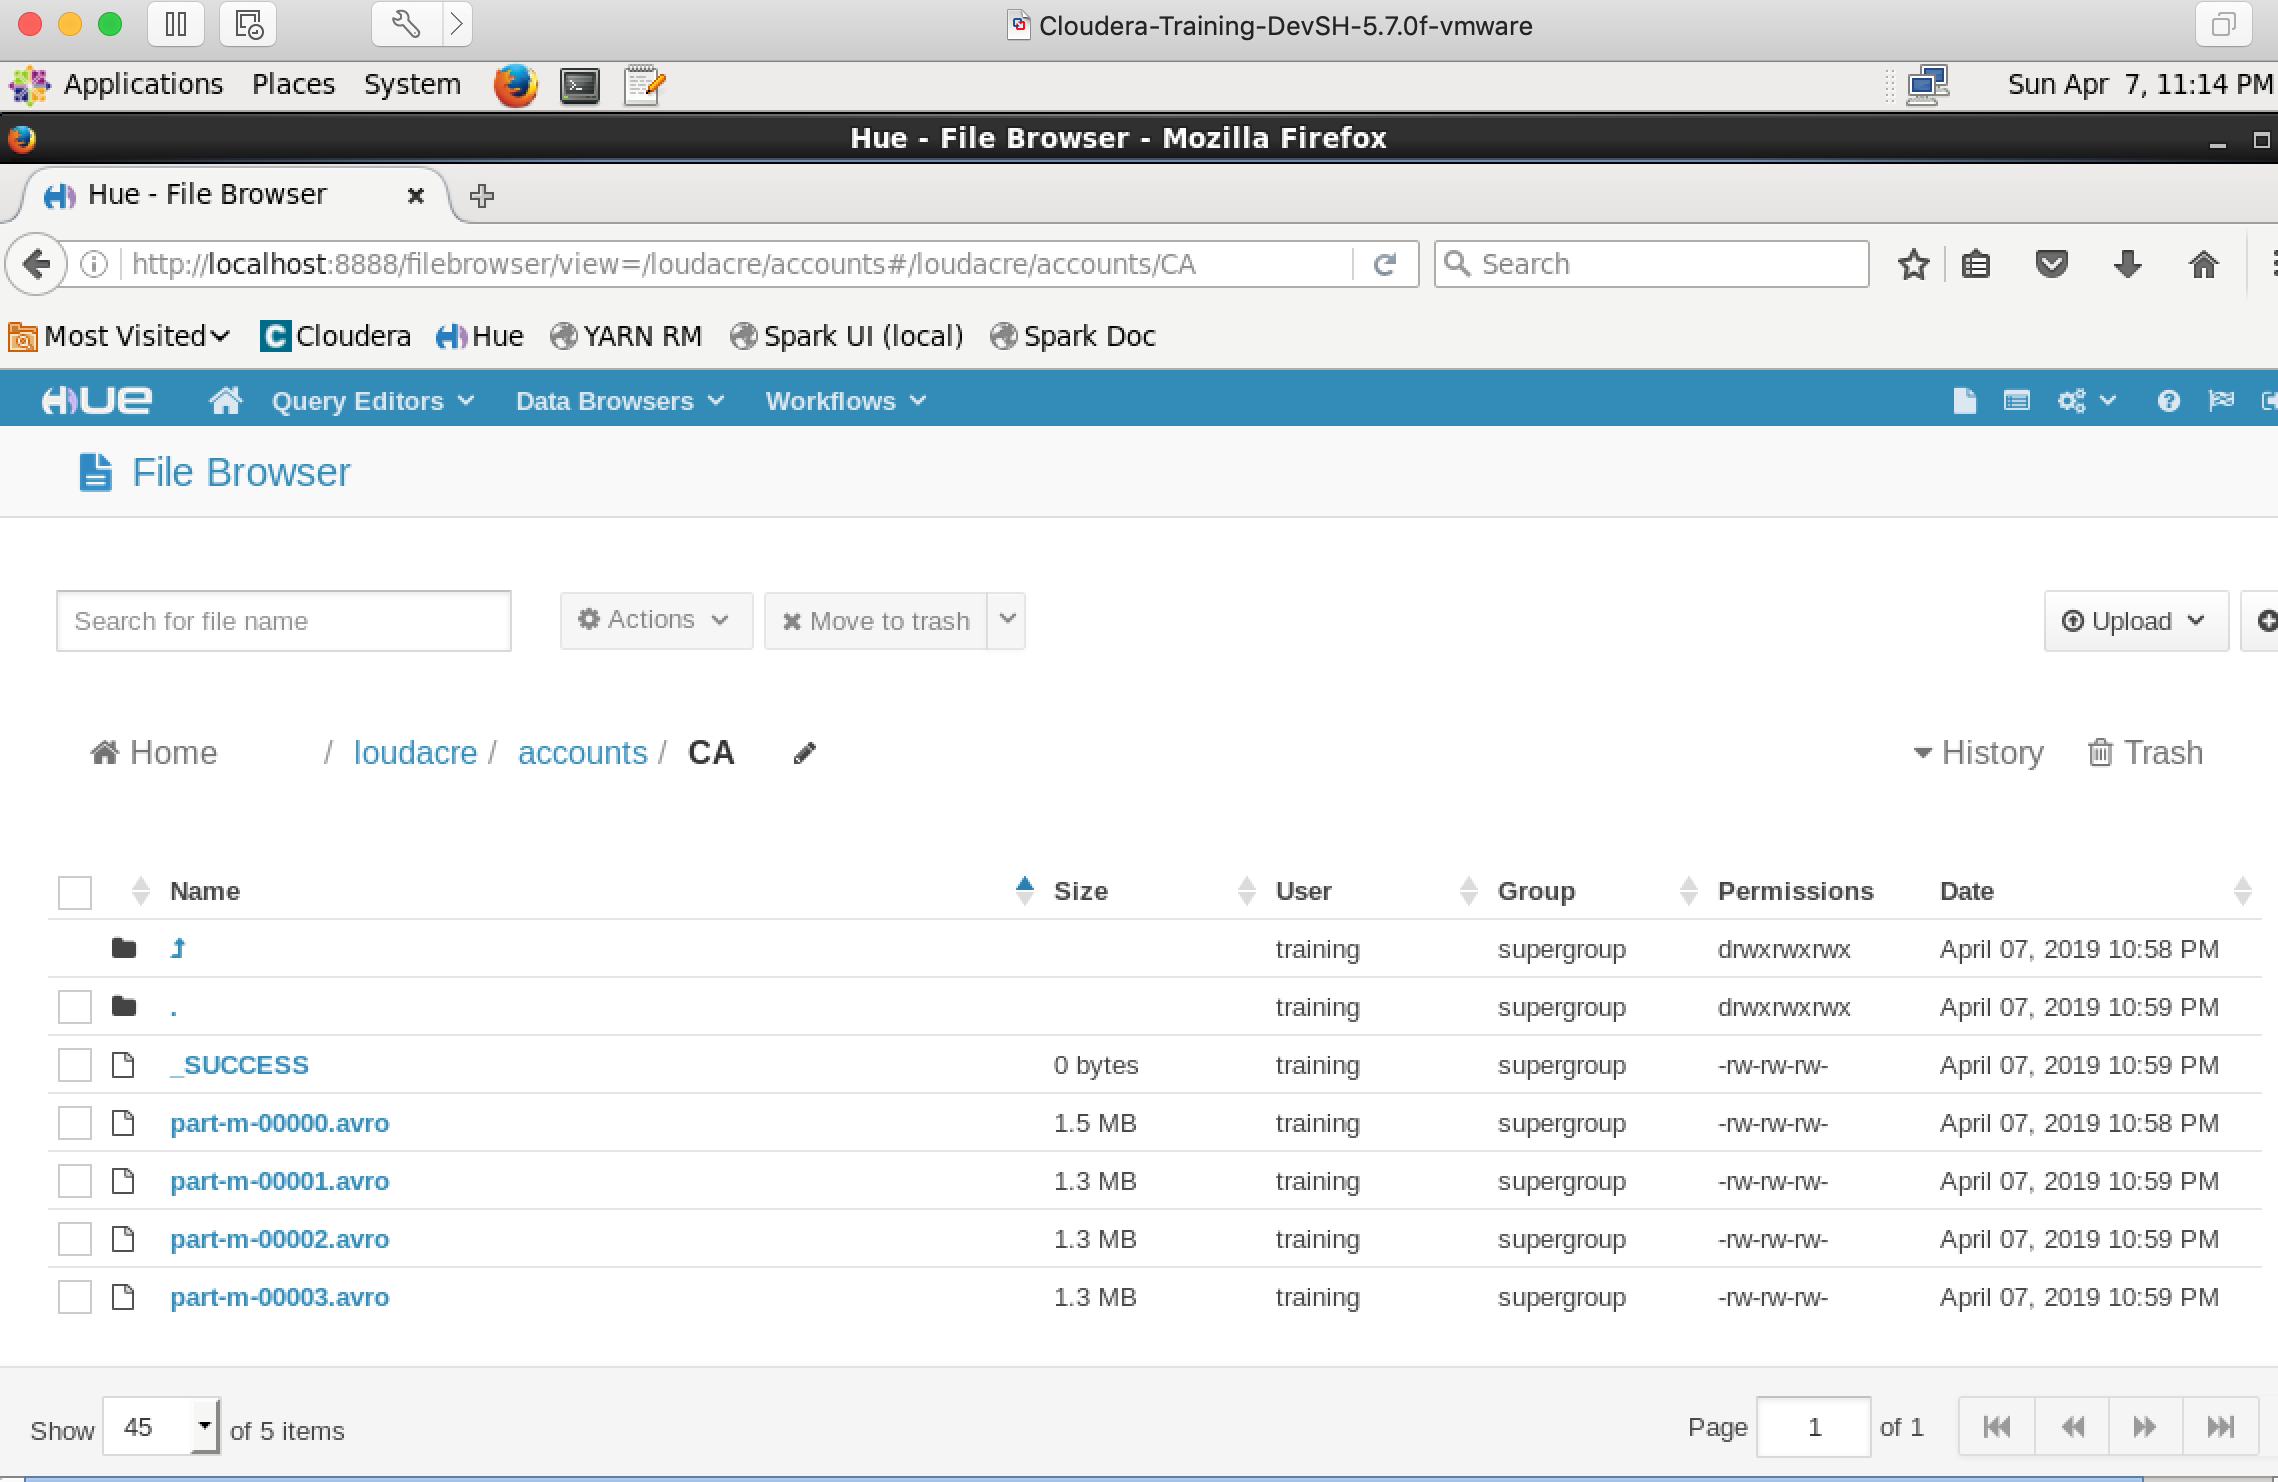 Cloudera-Training-DevSH-5.7.0f-vmware
Applications Places System Sun Apr 7, 11:14 PM
Hue - File Browser - Mozilla Firefox
Hue - File Browser
http://localhost:8888/filebrowser/view=/loudacre/accounts#/loudacre/accounts/CA Search
Most Visited Cloudera Hue YARN RM Spark UI (local) Spark Doc
HUE Query Editors Data Browsers Workflows
File Browser
Search for file name Actions Move to trash Upload
Home / loudacre / accounts / CA History Trash
Name Size User Group Permissions Date
training supergroup drwxrwxrwx April 07, 2019 10:58 PM
. training supergroup drwxrwxrwx April 07, 2019 10:59 PM
_SUCCESS 0 bytes training supergroup -rw-rw-rw- April 07, 2019 10:59 PM
part-m-00000.avro 1.5 MB training supergroup -rw-rw-rw- April 07, 2019 10:58 PM
part-m-00001.avro 1.3 MB training supergroup -rw-rw-rw- April 07, 2019 10:59 PM
part-m-00002.avro 1.3 MB training supergroup -rw-rw-rw- April 07, 2019 10:59 PM
part-m-00003.avro 1.3 MB training supergroup -rw-rw-rw- April 07, 2019 10:59 PM
Show 45 of 5 items Page 1 of 1